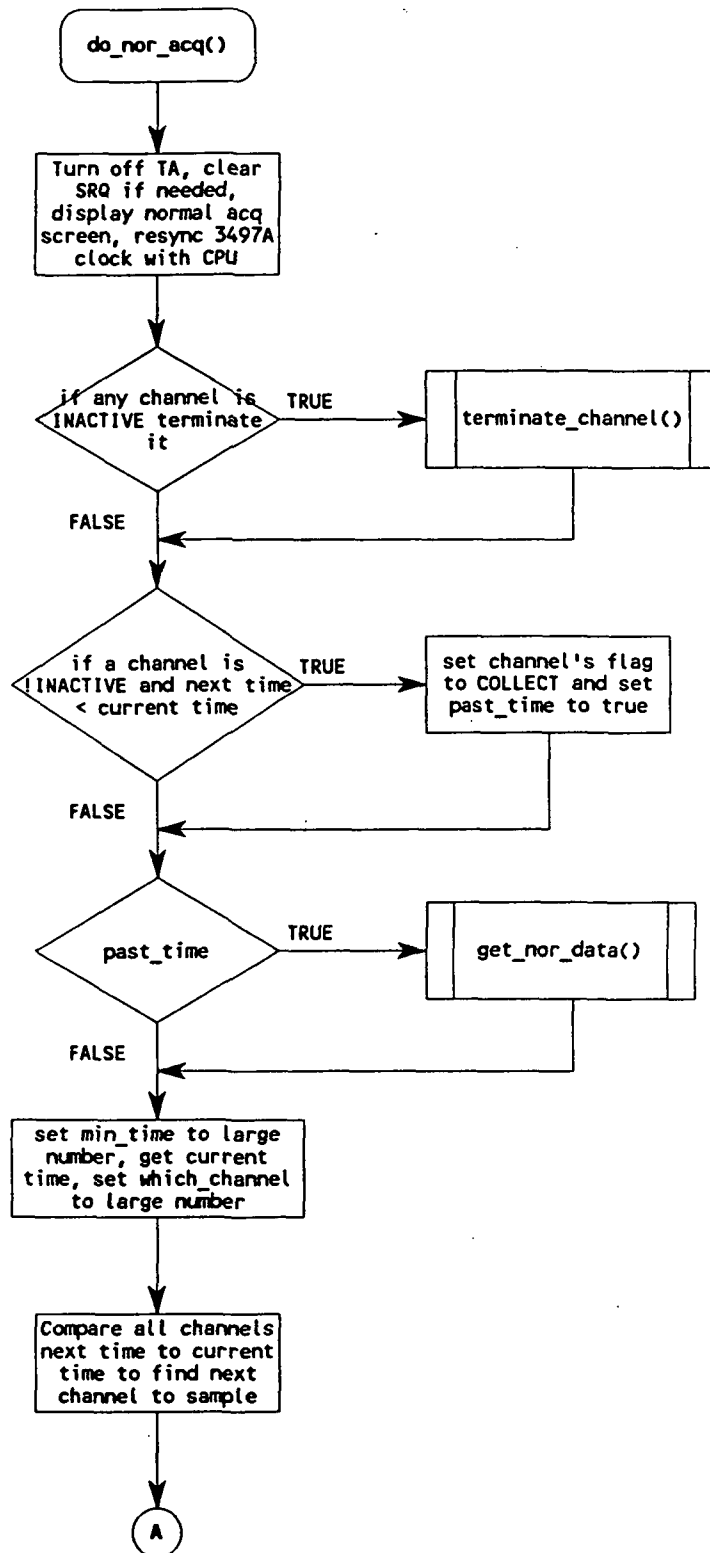 do_nor_acq()
Turn off TA, clear
SRQ if needed,
display normal acq
screen, resync 3497A
clock with CPU
if any channel is
INACTIVE terminate
it
TRUE
terminate_channel()
FALSE
if a channel is
!INACTIVE and next time
< current time
TRUE
set channel's flag
to COLLECT and set
past_time to true
FALSE
past_time
TRUE
get_nor_data()
FALSE
set min_time to large
number, get current
time, set which_channel
to large number
Compare all channels
next time to current
time to find next
channel to sample
A